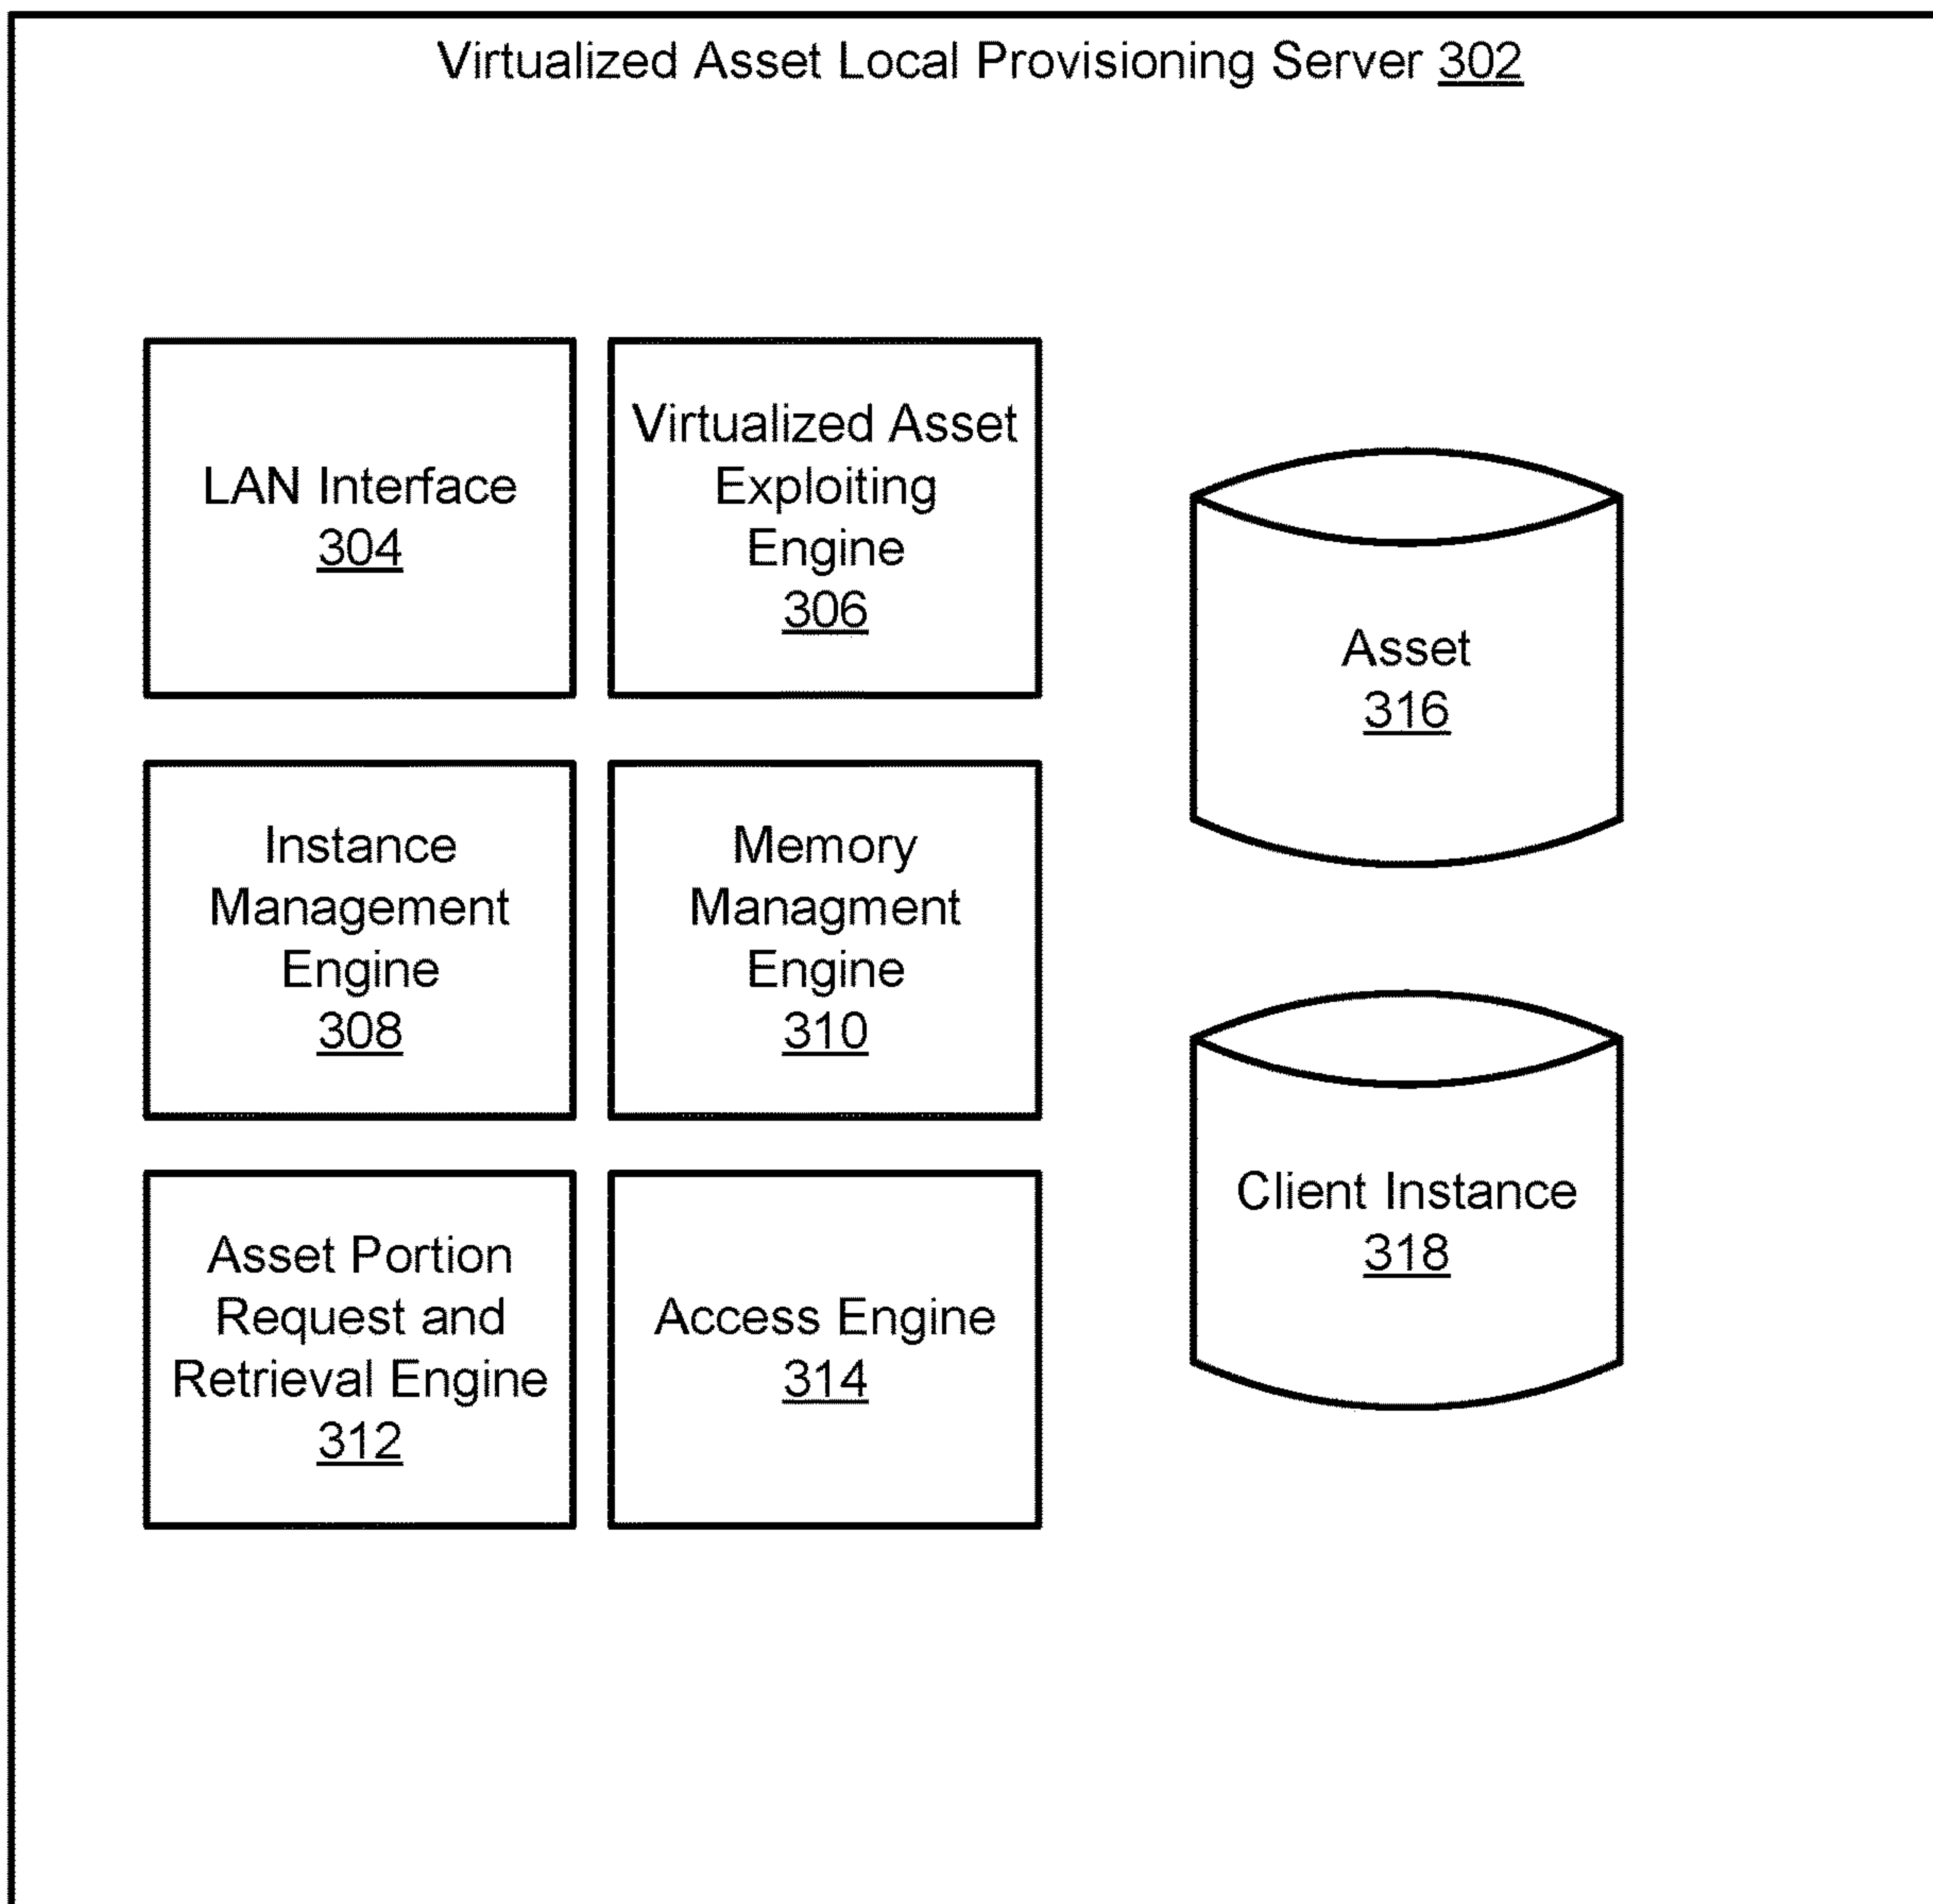 Virtualized Asset Local Provisioning Server 302
LAN Interface
304
Virtualized Asset
Exploiting
Engine
306
Instance
Management
Engine
308
Memory
Managment
Engine
310
Asset Portion
Request and
Retrieval Engine
312
Access Engine
314
Asset
316
Client Instance
318